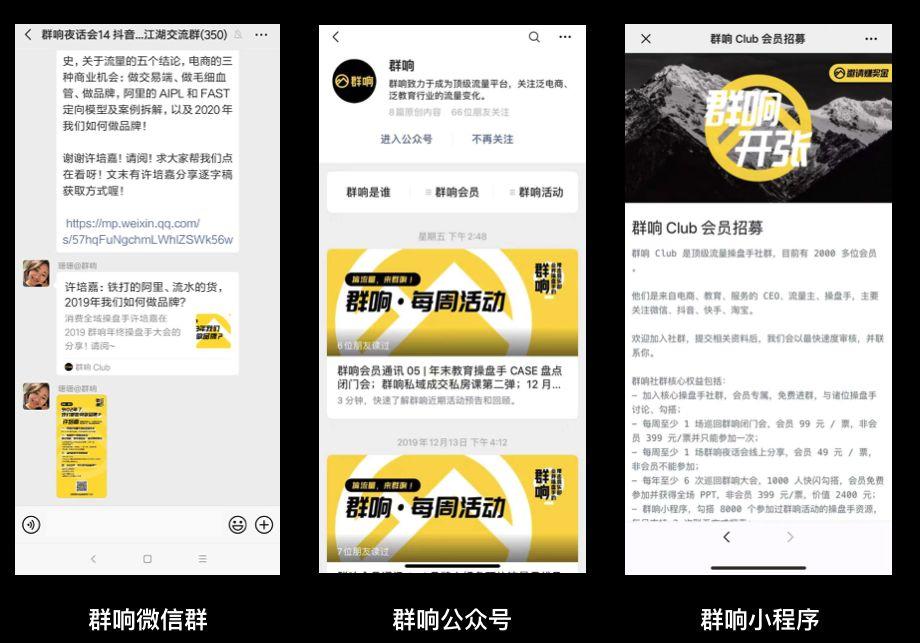 群响夜话会14 抖音...江湖交流群(350)
史，关于流量的五个结论，电商的三
种商业机会：做交易端、做毛细血
管、做品牌，阿里的 AIPL 和 FAST
定向模型及案例拆解，以及2020年
我们如何做品牌！
谢谢许培嘉！请阅！求大家帮我们点
在看呀！文末有许培嘉分享逐字稿
获取方式喔！
https://mp.weixin.qq.com/
s/57hqFuNgchmLWhlZSWk56w
珊珊@群响
许培嘉：铁打的阿里、流水的货，
2019年我们如何做品牌？
消费全域操盘手许培嘉在
2019 群响年终操盘手大会的
分享！请阅~
群响 Club
珊珊@群响
许培嘉
群响微信群
群响
群响
群响致力于成为顶级流量平台，关注泛电商、
泛教育行业的流量变化。
8篇原创内容 66位朋友关注
进入公众号 不再关注
群响是谁 群响会员 群响活动
星期五 下午 2:48
搞流量，来群响！
群响·每周活动
群响
6位朋友读过
群响会员通讯 05 | 年末教育操盘手 CASE 盘点
闭门会；群响私域成交私房课第二弹；12 月...
3 分钟，快速了解群响近期活动预告和回顾。
2019年12月13日 下午 4:12
搞流量，来群响！
群响·每周活动
群响
7位朋友读过
群响公众号
群响 Club 会员招募
邀请赚奖金
群响
开张
群响 Club 会员招募
群响 Club 是顶级流量操盘手社群，目前有 2000 多位会员
。
他们是来自电商、教育、服务的 CEO、流量主、操盘手，主要
关注微信、抖音、快手、淘宝。
欢迎加入社群，提交相关资料后，我们会以最快速度审核，并联
系你。
群响社群核心权益包括：
— 加入核心操盘手社群，会员专属，免费进群，与诸位操盘手
讨论、勾搭；
— 每周至少 1 场巡回群响闭门会，会员 99 元 / 票，非会
员 399 元/票并只能参加一次；
— 每周至少 1 场群响夜话会线上分享，会员 49 元 / 票，
非会员不能参加；
— 每年至少 6 次巡回群响大会，1000 人快闪勾搭，会员免费
参加并获得全场 PPT，非会员 399 元/票，价值 2400 元；
— 群响小程序，勾搭 8000 个参加过群响活动的操盘手资源，
群响小程序